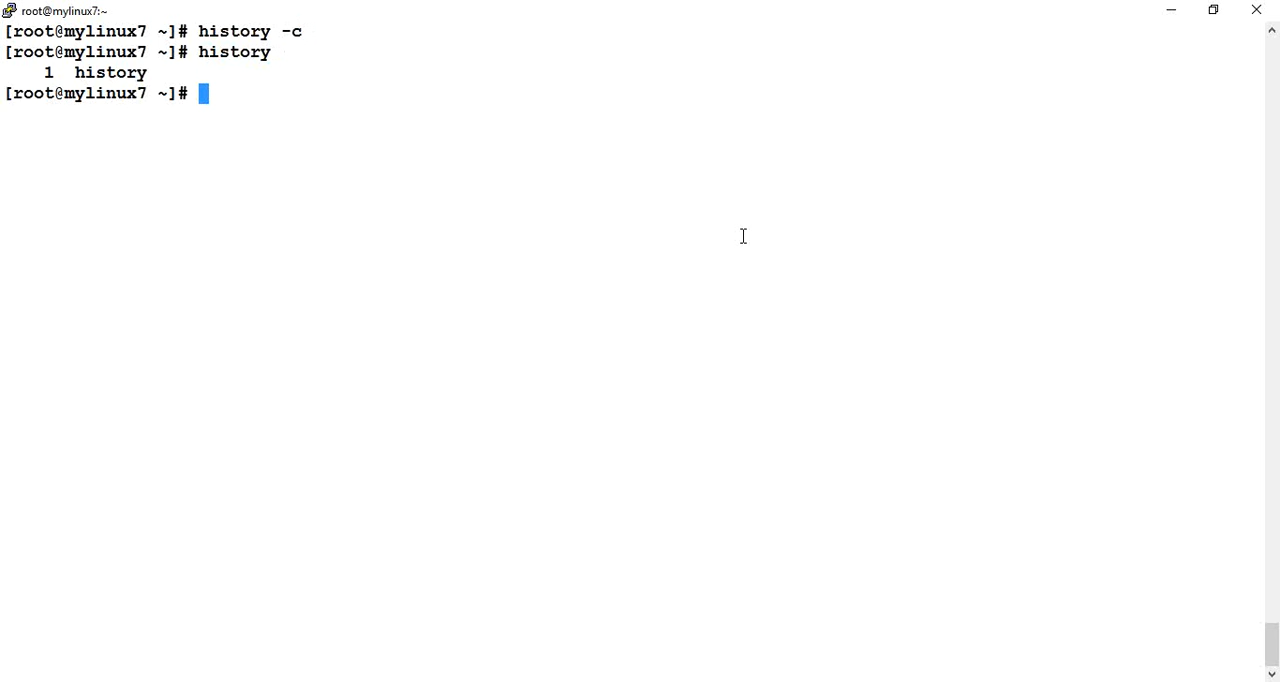 root@mylinux7:~
[root@mylinux7 ~]# history -c
[root@mylinux7 ~]# history
    1  history
[root@mylinux7 ~]#